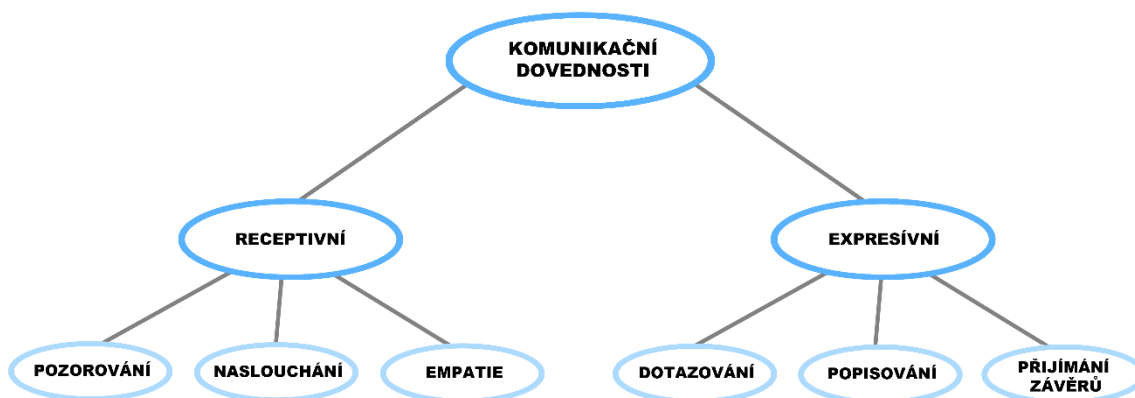 KOMUNIKAČNÍ
DOVEDNOSTI
RECEPTIVNÍ
EXPRESÍVNÍ
POZOROVÁNÍ
NASLOUCHÁNÍ
EMPATIE
DOTAZOVÁNÍ
POPISOVÁNÍ
PŘIJÍMÁNÍ
ZÁVĚRŮ